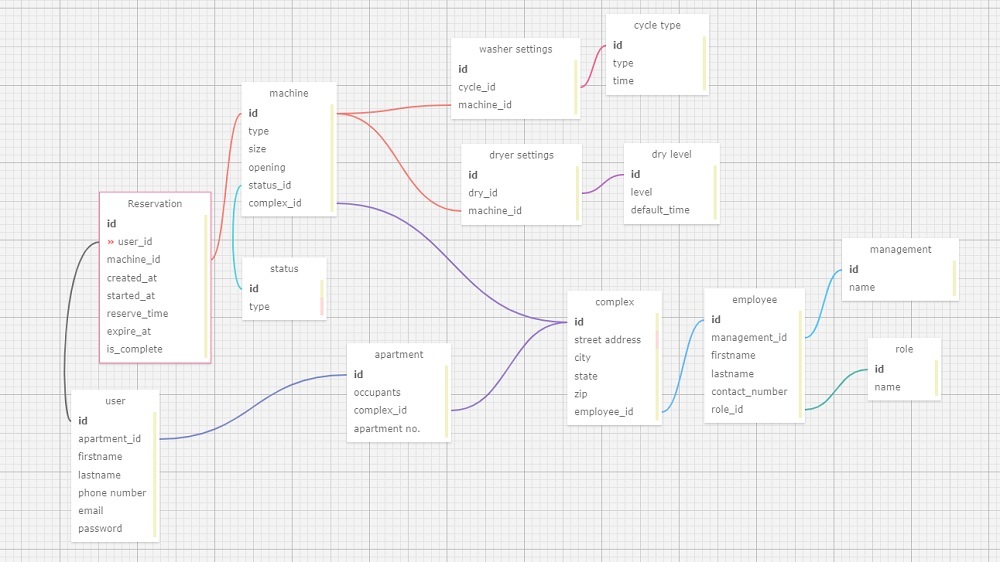 cycle type
id
type
time
washer settings
id
cycle_id
machine_id
machine
id
type
size
opening
status_id
complex_id
dryer settings
id
dry_id
machine_id
dry level
id
level
default_time
Reservation
id
» user_id
machine_id
created_at
started_at
reserve_time
expire_at
is_complete
status
id
type
management
id
name
complex
id
street address
city
state
zip
employee_id
employee
id
management_id
firstname
lastname
contact_number
role_id
role
id
name
apartment
id
occupants
complex_id
apartment no.
user
id
apartment_id
firstname
lastname
phone number
email
password